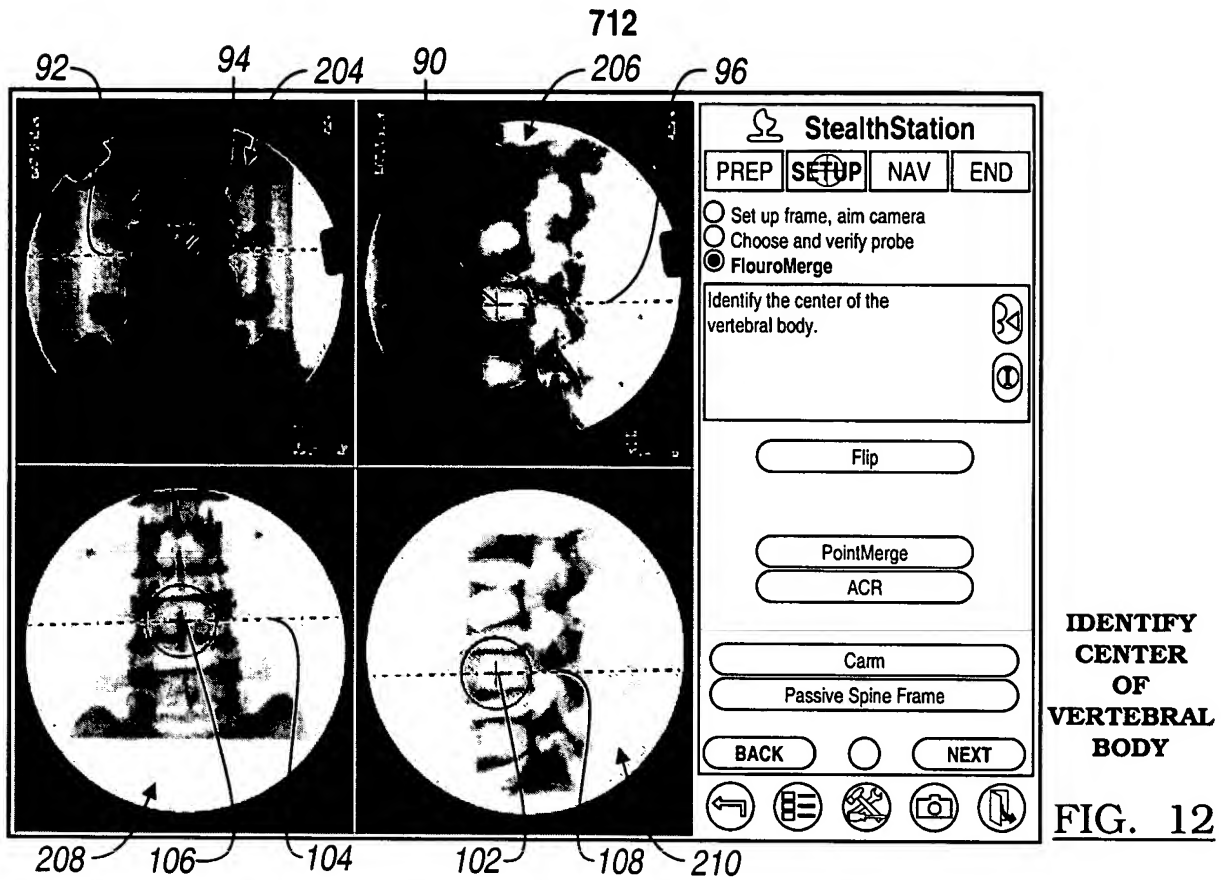 712
92 94 204 90 206 96
StealthStation
PREP SETUP NAV END
Set up frame, aim camera
Choose and verify probe
FlouroMerge
Identify the center of the
vertebral body.
Flip
PointMerge
ACR
Carm
Passive Spine Frame
BACK NEXT
IDENTIFY
CENTER
OF
VERTEBRAL
BODY
208 106 104 102 108 210
FIG. 12